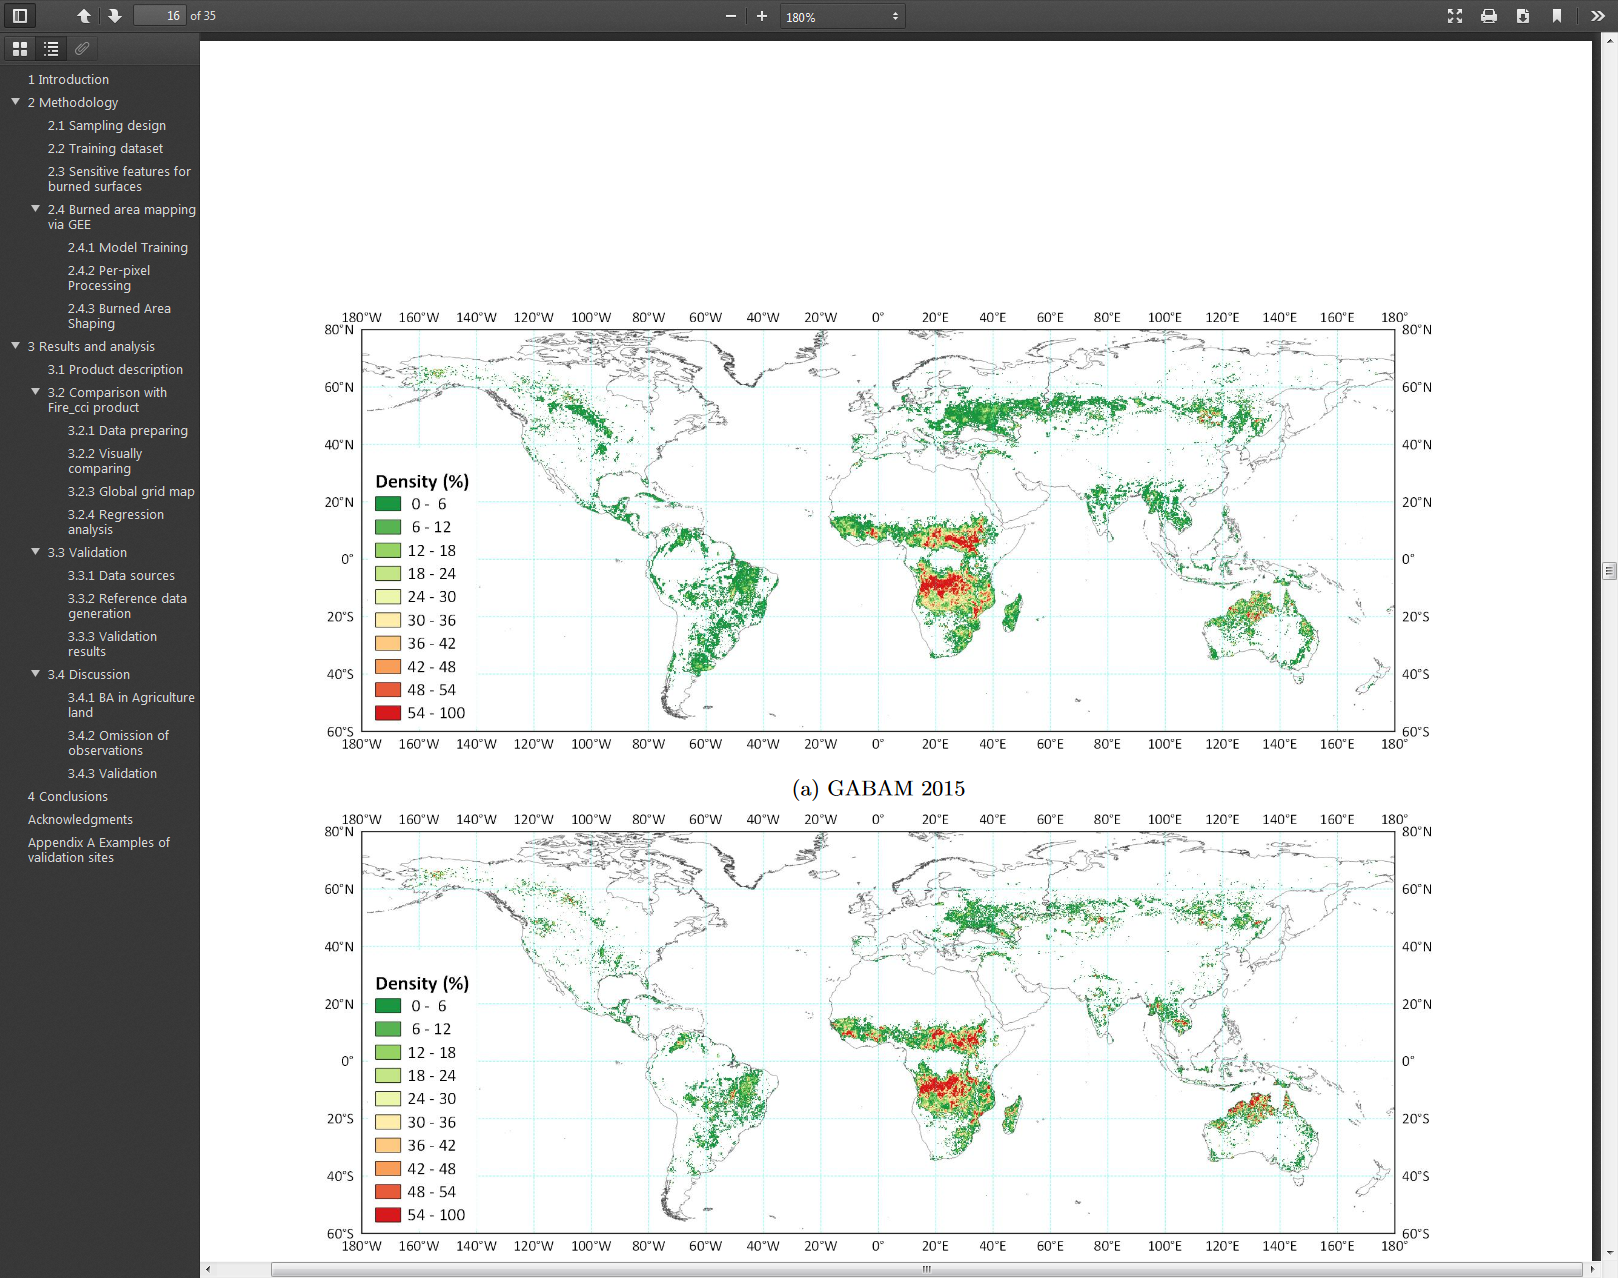 16 of 35
180%
1 Introduction
2 Methodology
2.1 Sampling design
2.2 Training dataset
2.3 Sensitive features for
burned surfaces
2.4 Burned area mapping
via GEE
2.4.1 Model Training
2.4.2 Per-pixel
Processing
2.4.3 Burned Area
Shaping
3 Results and analysis
3.1 Product description
3.2 Comparison with
Fire_cci product
3.2.1 Data preparing
3.2.2 Visually
comparing
3.2.3 Global grid map
3.2.4 Regression
analysis
3.3 Validation
3.3.1 Data sources
3.3.2 Reference data
generation
3.3.3 Validation
results
3.4 Discussion
3.4.1 BA in Agriculture
land
3.4.2 Omission of
observations
3.4.3 Validation
4 Conclusions
Acknowledgments
Appendix A Examples of
validation sites
180°W 160°W 140°W 120°W 100°W 80°W 60°W 40°W 20°W 0° 20°E 40°E 60°E 80°E 100°E 120°E 140°E 160°E 180°
80°N 80°N
60°N 60°N
40°N 40°N
20°N 20°N
0° 0°
20°S 20°S
40°S 40°S
60°S 60°S
Density (%)
0 - 6
6 - 12
12 - 18
18 - 24
24 - 30
30 - 36
36 - 42
42 - 48
48 - 54
54 - 100
180°W 160°W 140°W 120°W 100°W 80°W 60°W 40°W 20°W 0° 20°E 40°E 60°E 80°E 100°E 120°E 140°E 160°E 180°
(a) GABAM 2015
180°W 160°W 140°W 120°W 100°W 80°W 60°W 40°W 20°W 0° 20°E 40°E 60°E 80°E 100°E 120°E 140°E 160°E 180°
80°N 80°N
60°N 60°N
40°N 40°N
20°N 20°N
0° 0°
20°S 20°S
40°S 40°S
60°S 60°S
Density (%)
0 - 6
6 - 12
12 - 18
18 - 24
24 - 30
30 - 36
36 - 42
42 - 48
48 - 54
54 - 100
180°W 160°W 140°W 120°W 100°W 80°W 60°W 40°W 20°W 0° 20°E 40°E 60°E 80°E 100°E 120°E 140°E 160°E 180°